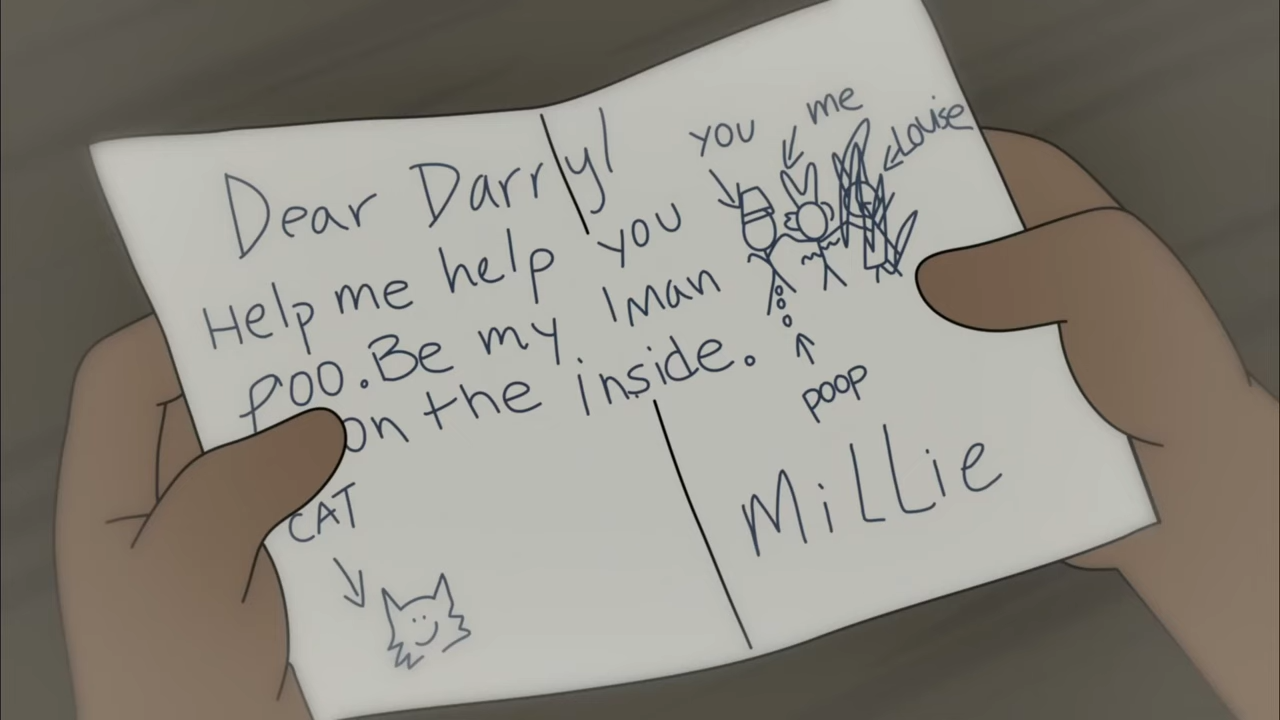 Dear Darryl
Help me help you
poo. Be my 1man
on the inside.
you
me
Louise
poop
CAT
MiLLie